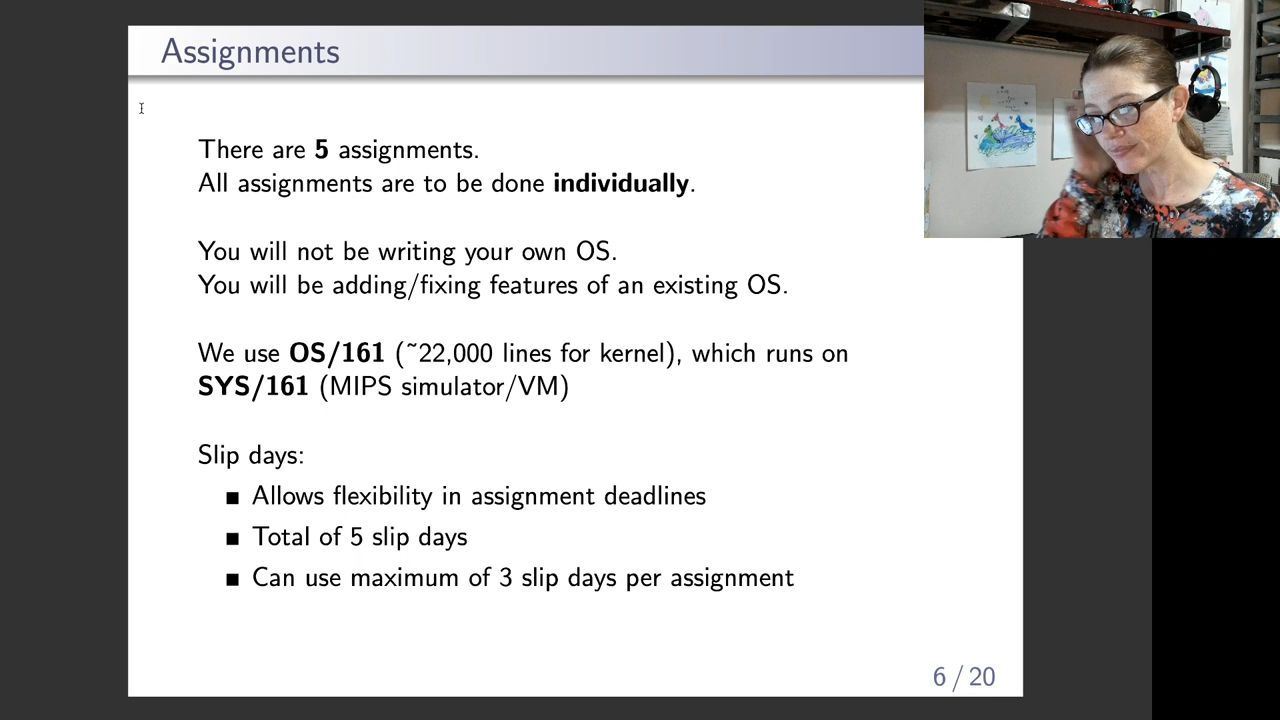 Assignments
There are 5 assignments.
All assignments are to be done individually.
You will not be writing your own OS.
You will be adding/fixing features of an existing OS.
We use OS/161 (~22,000 lines for kernel), which runs on
SYS/161 (MIPS simulator/VM)
Slip days:
■ Allows flexibility in assignment deadlines
■ Total of 5 slip days
■ Can use maximum of 3 slip days per assignment
6 / 20